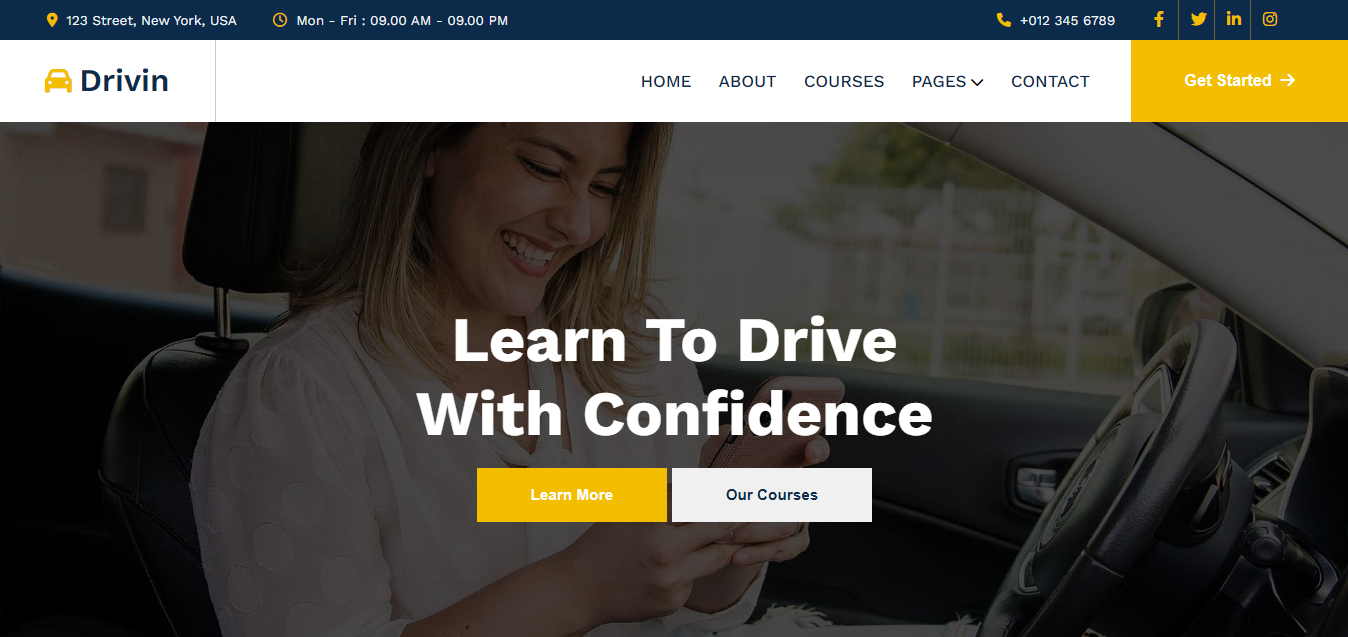 123 Street, New York, USA
Mon - Fri : 09.00 AM - 09.00 PM
+012 345 6789
Drivin
HOME
ABOUT
COURSES
PAGES
CONTACT
Get Started
Learn To Drive
With Confidence
Learn More
Our Courses